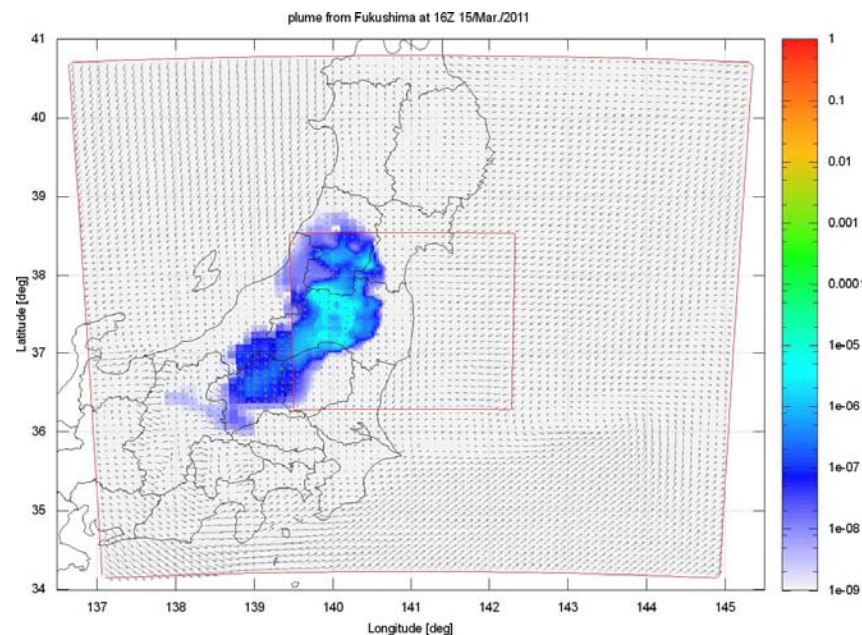 plume from Fukushima at 16Z 15/Mar./2011
41
40
39
38
37
36
35
34
Latitude [deg]
137 138 139 140 141 142 143 144 145
Longitude [deg]
1
0.1
0.01
0.001
0.0001
1e-05
1e-06
1e-07
1e-08
1e-09